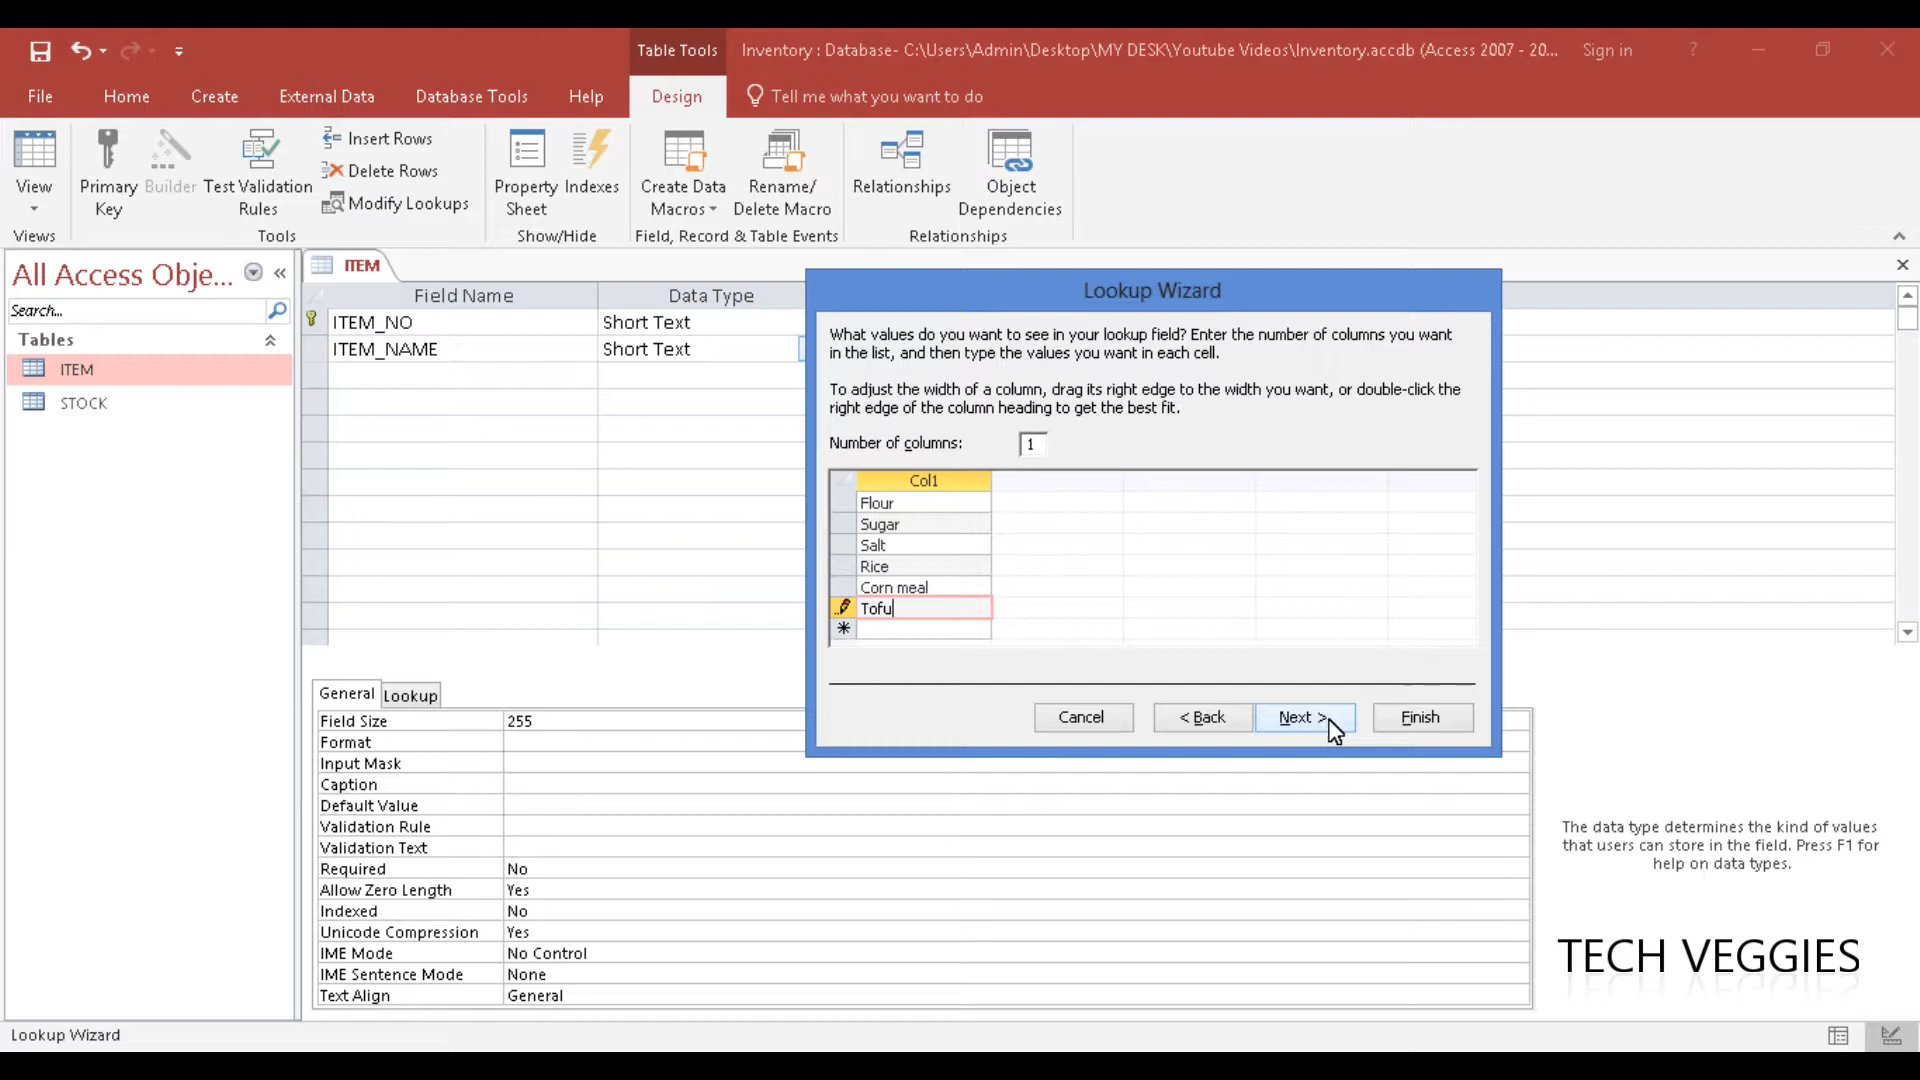 Table Tools
Inventory : Database- C:\Users\Admin\Desktop\MY DESK\Youtube Videos\Inventory.accdb (Access 2007 - 20...
Sign in
?
File
Home
Create
External Data
Database Tools
Help
Design
Tell me what you want to do
View
Primary Key
Builder
Test Validation Rules
Insert Rows
Delete Rows
Modify Lookups
Property Sheet
Indexes
Create Data Macros
Rename/ Delete Macro
Relationships
Object Dependencies
Views
Tools
Show/Hide
Field, Record & Table Events
Relationships
All Access Obje...
Search...
Tables
ITEM
STOCK
ITEM
Field Name
Data Type
ITEM_NO
Short Text
ITEM_NAME
Short Text
Lookup Wizard
What values do you want to see in your lookup field? Enter the number of columns you want
in the list, and then type the values you want in each cell.
To adjust the width of a column, drag its right edge to the width you want, or double-click the
right edge of the column heading to get the best fit.
Number of columns:
1
Col1
Flour
Sugar
Salt
Rice
Corn meal
Tofu
Cancel
< Back
Next >
Finish
General
Lookup
Field Size
255
Format
Input Mask
Caption
Default Value
Validation Rule
Validation Text
Required
No
Allow Zero Length
Yes
Indexed
No
Unicode Compression
Yes
IME Mode
No Control
IME Sentence Mode
None
Text Align
General
The data type determines the kind of values
that users can store in the field. Press F1 for
help on data types.
TECH VEGGIES
Lookup Wizard